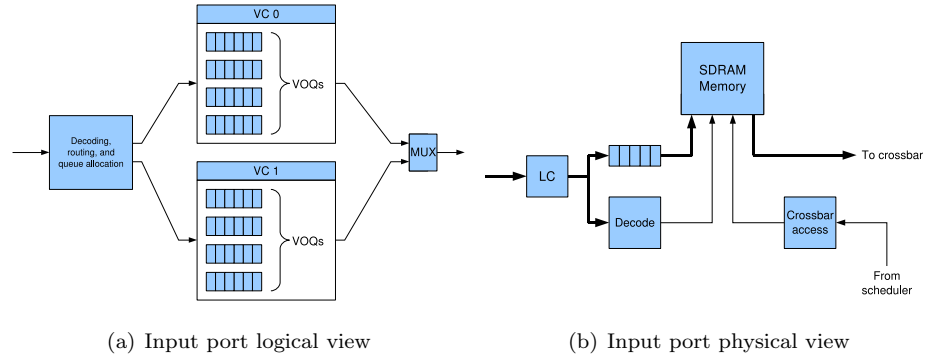 VC 0
VOQs
Decoding,
routing, and
queue allocation
MUX
VC 1
VOQs
(a) Input port logical view
SDRAM
Memory
To crossbar
LC
Decode
Crossbar
access
From
scheduler
(b) Input port physical view